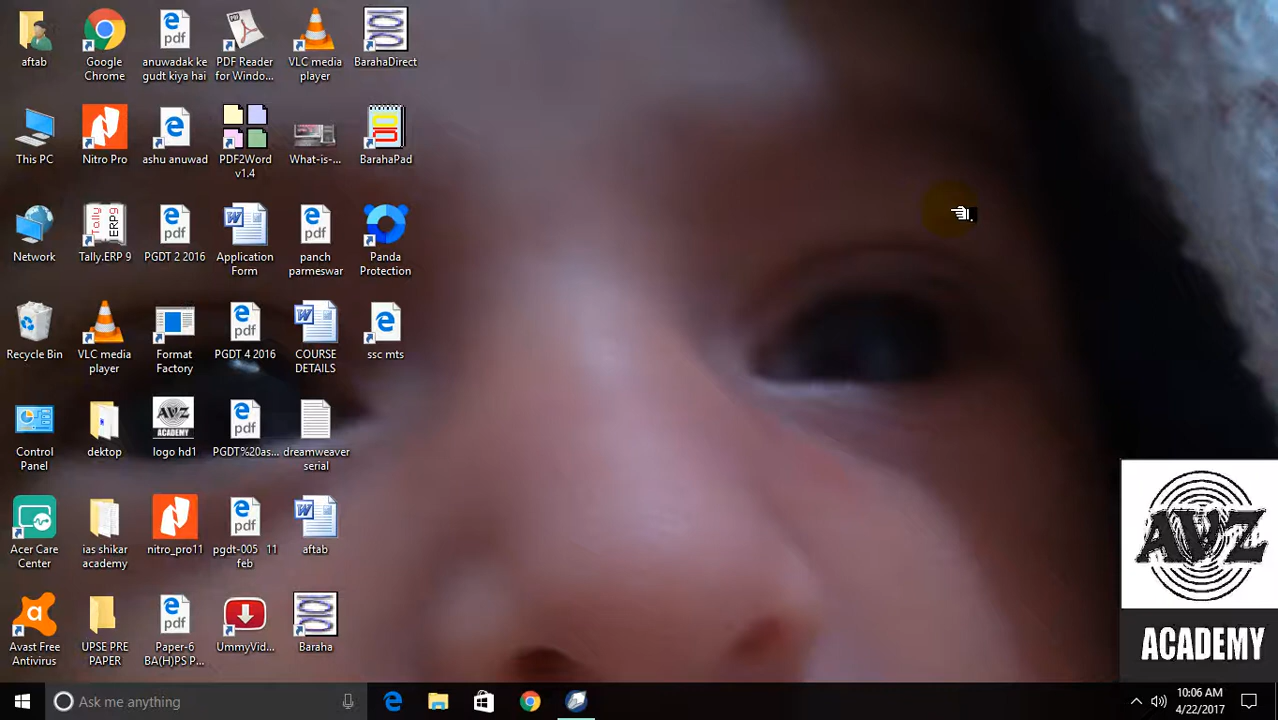 aftab
Google
Chrome
anuwadak ke
gudt kiya hai
PDF Reader
for Windo...
VLC media
player
BarahaDirect
This PC
Nitro Pro
ashu anuwad
PDF2Word
v1.4
What-is-...
BarahaPad
Network
Tally.ERP 9
PGDT 2 2016
Application
Form
panch
parmeswar
Panda
Protection
Recycle Bin
VLC media
player
Format
Factory
PGDT 4 2016
COURSE
DETAILS
ssc mts
Control
Panel
dektop
logo hd1
PGDT%20as...
dreamweaver
serial
Acer Care
Center
ias shikar
academy
nitro_pro11
pgdt-005 11
feb
aftab
Avast Free
Antivirus
UPSE PRE
PAPER
Paper-6
BA(H)PS P...
UmmyVid...
Baraha
AVZ
ACADEMY
Ask me anything
10:06 AM
4/22/2017